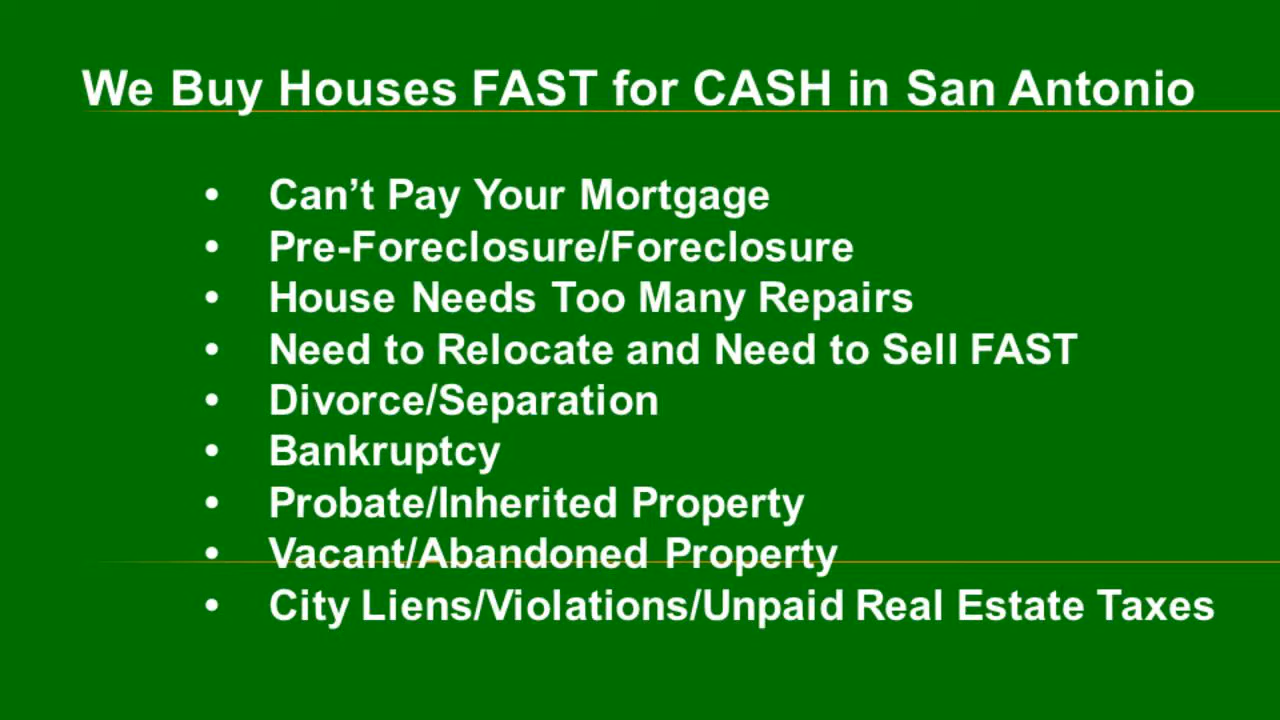 We Buy Houses FAST for CASH in San Antonio
• Can’t Pay Your Mortgage
• Pre-Foreclosure/Foreclosure
• House Needs Too Many Repairs
• Need to Relocate and Need to Sell FAST
• Divorce/Separation
• Bankruptcy
• Probate/Inherited Property
• Vacant/Abandoned Property
• City Liens/Violations/Unpaid Real Estate Taxes